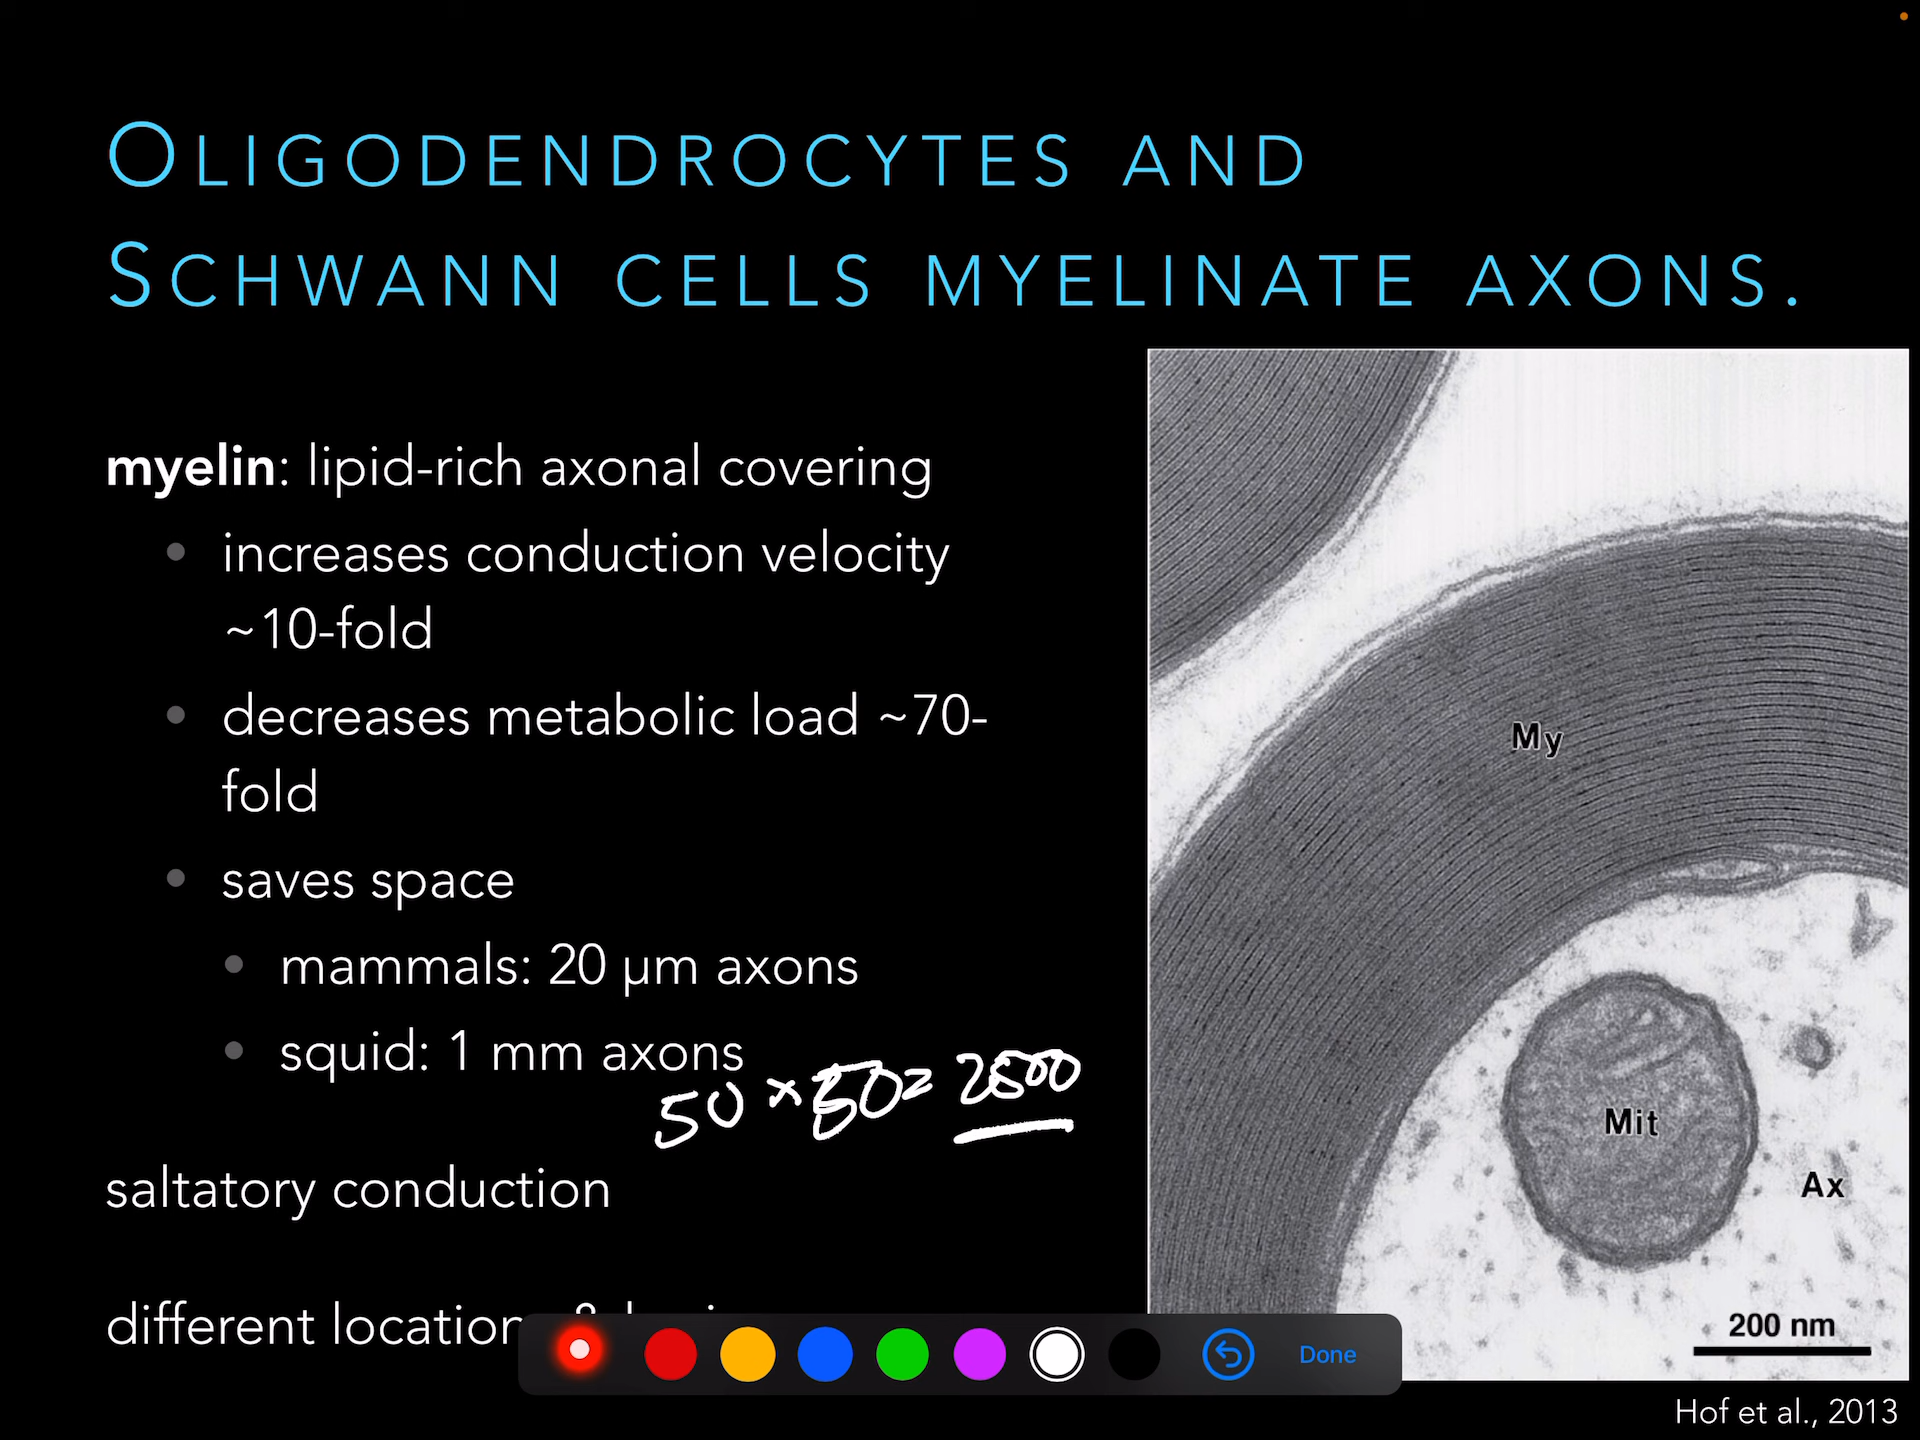 OLIGODENDROCYTES AND
SCHWANN CELLS MYELINATE AXONS.
myelin: lipid-rich axonal covering
• increases conduction velocity
~10-fold
• decreases metabolic load ~70-
fold
• saves space
• mammals: 20 µm axons
• squid: 1 mm axons
50 × 50 = 2500
saltatory conduction
different location
My
Mit
Ax
200 nm
Done
Hof et al., 2013